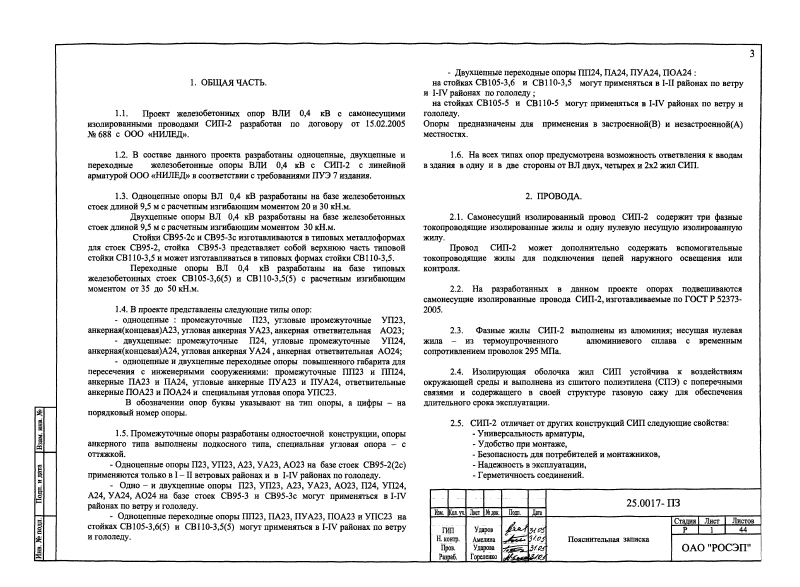 3
1. ОБЩАЯ ЧАСТЬ.
1.1. Проект железобетонных опор ВЛИ 0,4 кВ с самонесущими
изолированными проводами СИП-2 разработан по договору от 15.02.2005
№ 688 с ООО «НИЛЕД».
1.2. В составе данного проекта разработаны одноцепные, двухцепные и
переходные железобетонные опоры ВЛИ 0,4 кВ с СИП-2 с линейной
арматурой ООО «НИЛЕД» в соответствии с требованиями ПУЭ 7 издания.
1.3. Одноцепные опоры ВЛ 0,4 кВ разработаны на базе железобетонных
стоек длиной 9,5 м с расчетным изгибающим моментом 20 и 30 кН.м.
Двухцепные опоры ВЛ 0,4 кВ разработаны на базе железобетонных
стоек длиной 9,5 м с расчетным изгибающим моментом 30 кН.м.
Стойки СВ95-2с и СВ95-3с изготавливаются в типовых металлоформах
для стоек СВ95-2, стойка СВ95-3 представляет собой верхнюю часть типовой
стойки СВ110-3,5 и может изготавливаться в типовых формах стойки СВ110-3,5.
Переходные опоры ВЛ 0,4 кВ разработаны на базе типовых
железобетонных стоек СВ105-3,6(5) и СВ110-3,5(5) с расчетным изгибающим
моментом от 35 до 50 кН.м.
1.4. В проекте представлены следующие типы опор:
- одноцепные : промежуточные П23, угловые промежуточные УП23,
анкерная(концевая)А23, угловая анкерная УА23, анкерная ответвительная АО23;
- двухцепные: промежуточные П24, угловые промежуточные УП24,
анкерная(концевая)А24, угловая анкерная УА24 , анкерная ответвительная АО24;
- одноцепные и двухцепные переходные опоры повышенного габарита для
пересечения с инженерными сооружениями: промежуточные ПП23 и ПП24,
анкерные ПА23 и ПА24, угловые анкерные ПУА23 и ПУА24, ответвительные
анкерные ПОА23 и ПОА24 и специальная угловая опора УПС23.
В обозначении опор буквы указывают на тип опоры, а цифры – на
порядковый номер опоры.
1.5. Промежуточные опоры разработаны одностоечной конструкции, опоры
анкерного типа выполнены подкосного типа, специальная угловая опора – с
оттяжкой.
- Одноцепные опоры П23, УП23, А23, УА23, АО23 на базе стоек СВ95-2(2с)
применяются только в I – II ветровых районах и в I-IV районах по гололеду.
- Одно – и двухцепные опоры П23, УП23, А23, УА23, АО23, П24, УП24,
А24, УА24, АО24 на базе стоек СВ95-3 и СВ95-3с могут применяться в I-IV
районах по ветру и гололеду.
- Одноцепные переходные опоры ПП23, ПА23, ПУА23, ПОА23 и УПС23 на
стойках СВ105-3,6(5) и СВ110-3,5(5) могут применяться в I-IV районах по ветру
и гололеду.
- Двухцепные переходные опоры ПП24, ПА24, ПУА24, ПОА24 :
на стойках СВ105-3,6 и СВ110-3,5 могут применяться в I-II районах по ветру
и I-IV районах по гололеду ;
на стойках СВ105-5 и СВ110-5 могут применяться в I-IV районах по ветру и
гололеду.
Опоры предназначены для применения в застроенной(В) и незастроенной(А)
местностях.
1.6. На всех типах опор предусмотрена возможность ответвления к вводам
в здания в одну и в две стороны от ВЛ двух, четырех и 2х2 жил СИП.
2. ПРОВОДА.
2.1. Самонесущий изолированный провод СИП-2 содержит три фазные
токопроводящие изолированные жилы и одну нулевую несущую изолированную
жилу.
Провод СИП-2 может дополнительно содержать вспомогательные
токопроводящие жилы для подключения цепей наружного освещения или
контроля.
2.2. На разработанных в данном проекте опорах подвешиваются
самонесущие изолированные провода СИП-2, изготавливаемые по ГОСТ Р 52373-
2005.
2.3. Фазные жилы СИП-2 выполнены из алюминия; несущая нулевая
жила – из термоупрочненного алюминиевого сплава с временным
сопротивлением проволок 295 МПа.
2.4. Изолирующая оболочка жил СИП устойчива к воздействиям
окружающей среды и выполнена из сшитого полиэтилена (СПЭ) с поперечными
связями и содержащего в своей структуре газовую сажу для обеспечения
длительного срока эксплуатации.
2.5. СИП-2 отличает от других конструкций СИП следующие свойства:
- Универсальность арматуры,
- Удобство при монтаже,
- Безопасность для потребителей и монтажников,
- Надежность в эксплуатации,
- Герметичность соединений.
Взам. инв. №
Подп. и дата
Инв. № подл.
25.0017- ПЗ
Изм. Кол. уч. Лист № док. Подп. Дата
ГИП Ударов 31.05
Н. контр. Амелина 31.05
Пров. Ударова 31.05
Разраб. Гореленко 31.05
Пояснительная записка
Стадия Лист Листов
Р 1 44
ОАО "РОСЭП"